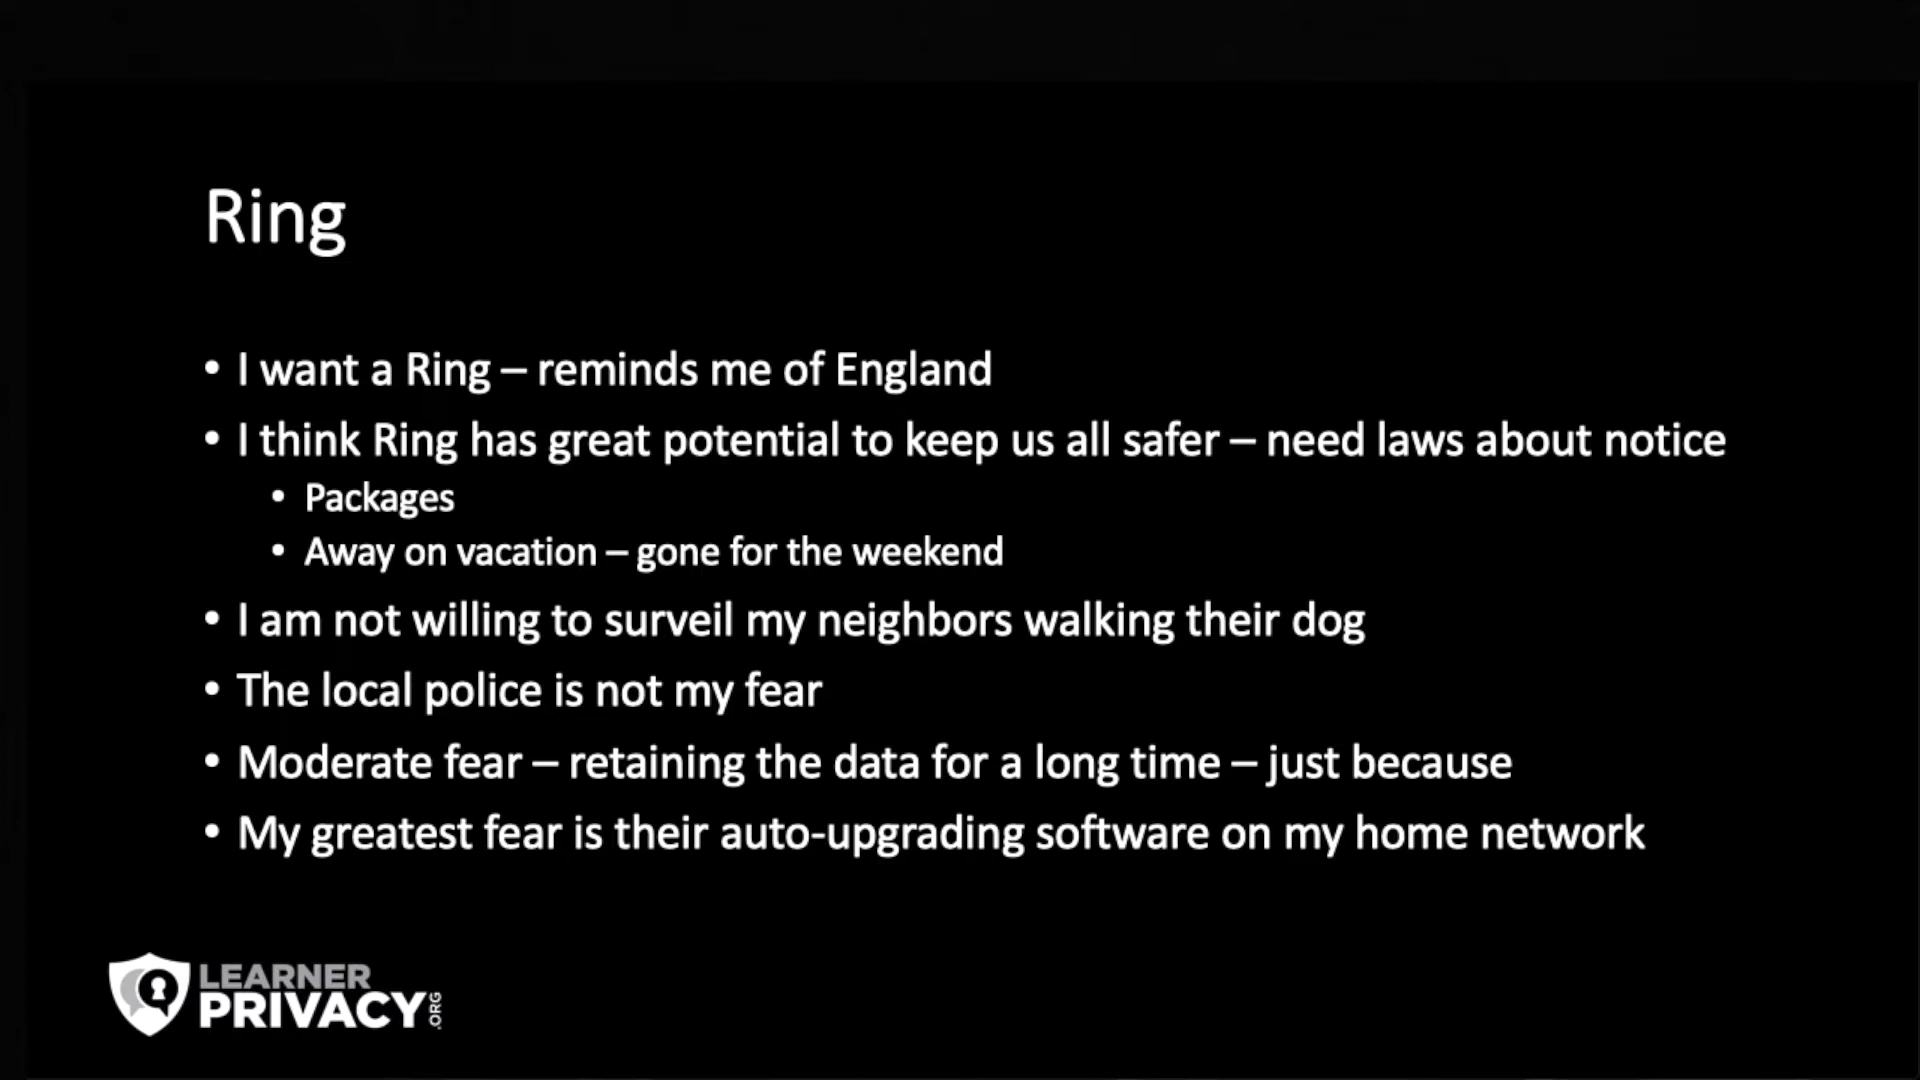 Ring
• I want a Ring – reminds me of England
• I think Ring has great potential to keep us all safer – need laws about notice
• Packages
• Away on vacation – gone for the weekend
• I am not willing to surveil my neighbors walking their dog
• The local police is not my fear
• Moderate fear – retaining the data for a long time – just because
• My greatest fear is their auto-upgrading software on my home network
LEARNER
PRIVACY.ORG